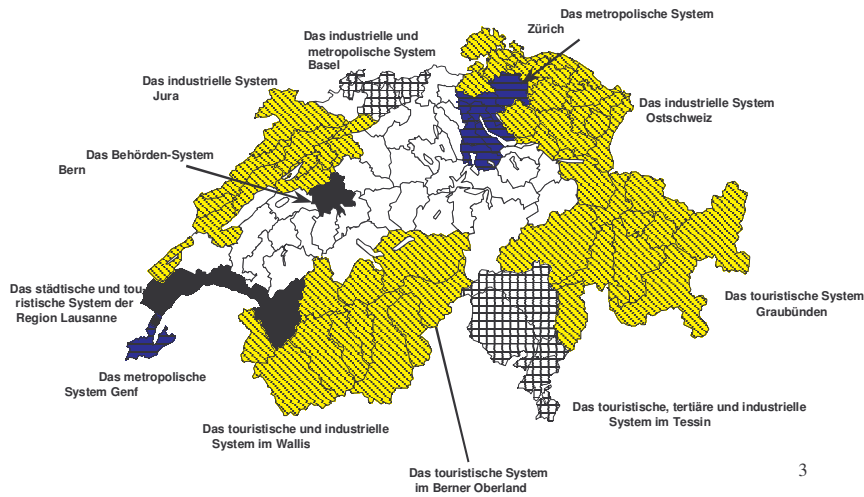 Das metropolische System
Zürich
Das industrielle und
metropolische System
Basel
Das industrielle System
Jura
Das industrielle System
Ostschweiz
Das Behörden-System
Bern
Das städtische und tou
ristische System der
Region Lausanne
Das touristische System
Graubünden
Das metropolische
System Genf
Das touristische, tertiäre und industrielle
System im Tessin
Das touristische und industrielle
System im Wallis
Das touristische System
im Berner Oberland
3